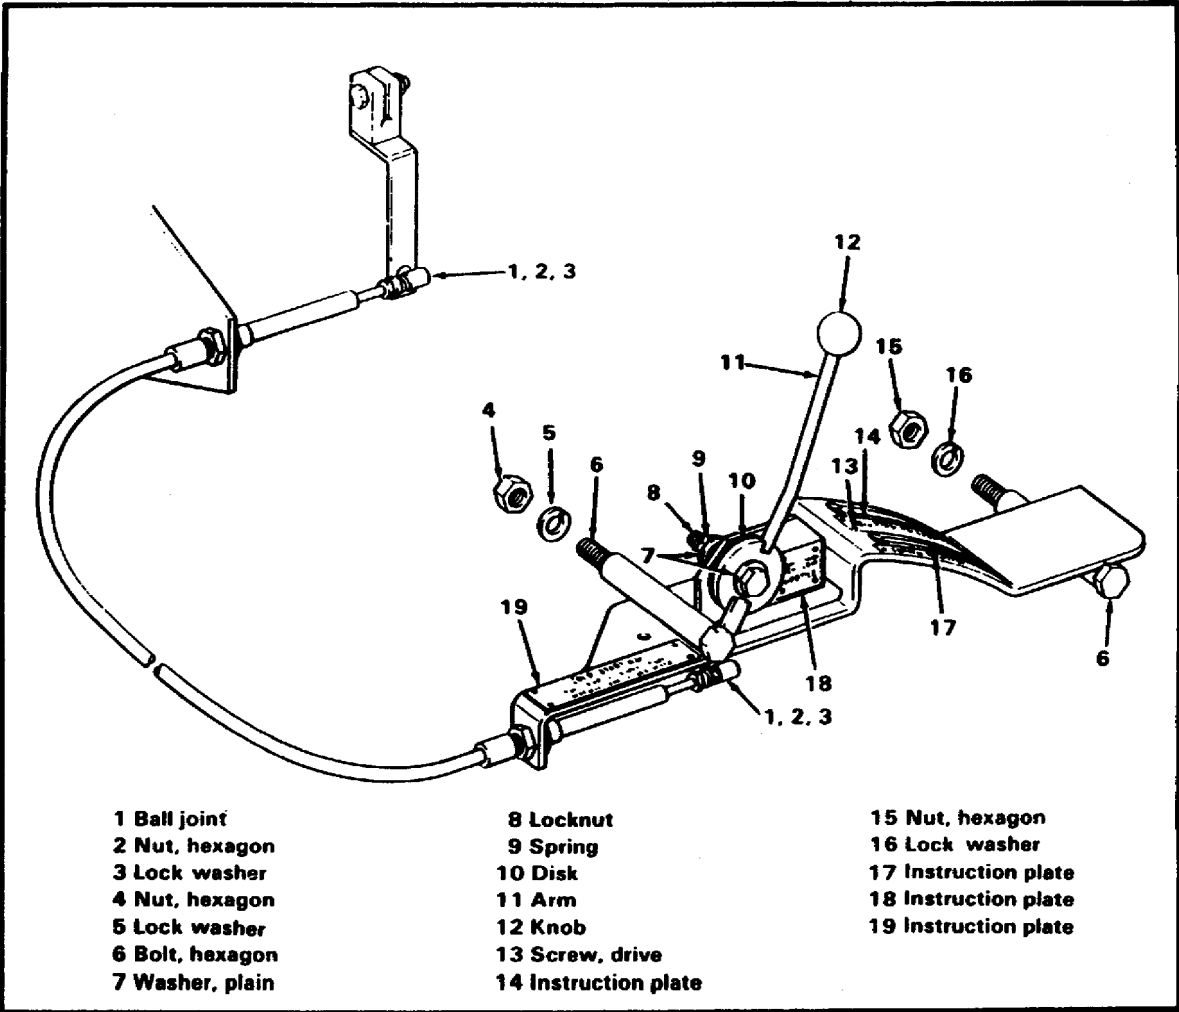 12
1, 2, 3
15
11
16
4
14
5
9
13
6
10
8
7
19
17
6
18
1, 2, 3
1 Ball joint
2 Nut, hexagon
3 Lock washer
4 Nut, hexagon
5 Lock washer
6 Bolt, hexagon
7 Washer, plain
8 Locknut
9 Spring
10 Disk
11 Arm
12 Knob
13 Screw, drive
14 Instruction plate
15 Nut, hexagon
16 Lock washer
17 Instruction plate
18 Instruction plate
19 Instruction plate